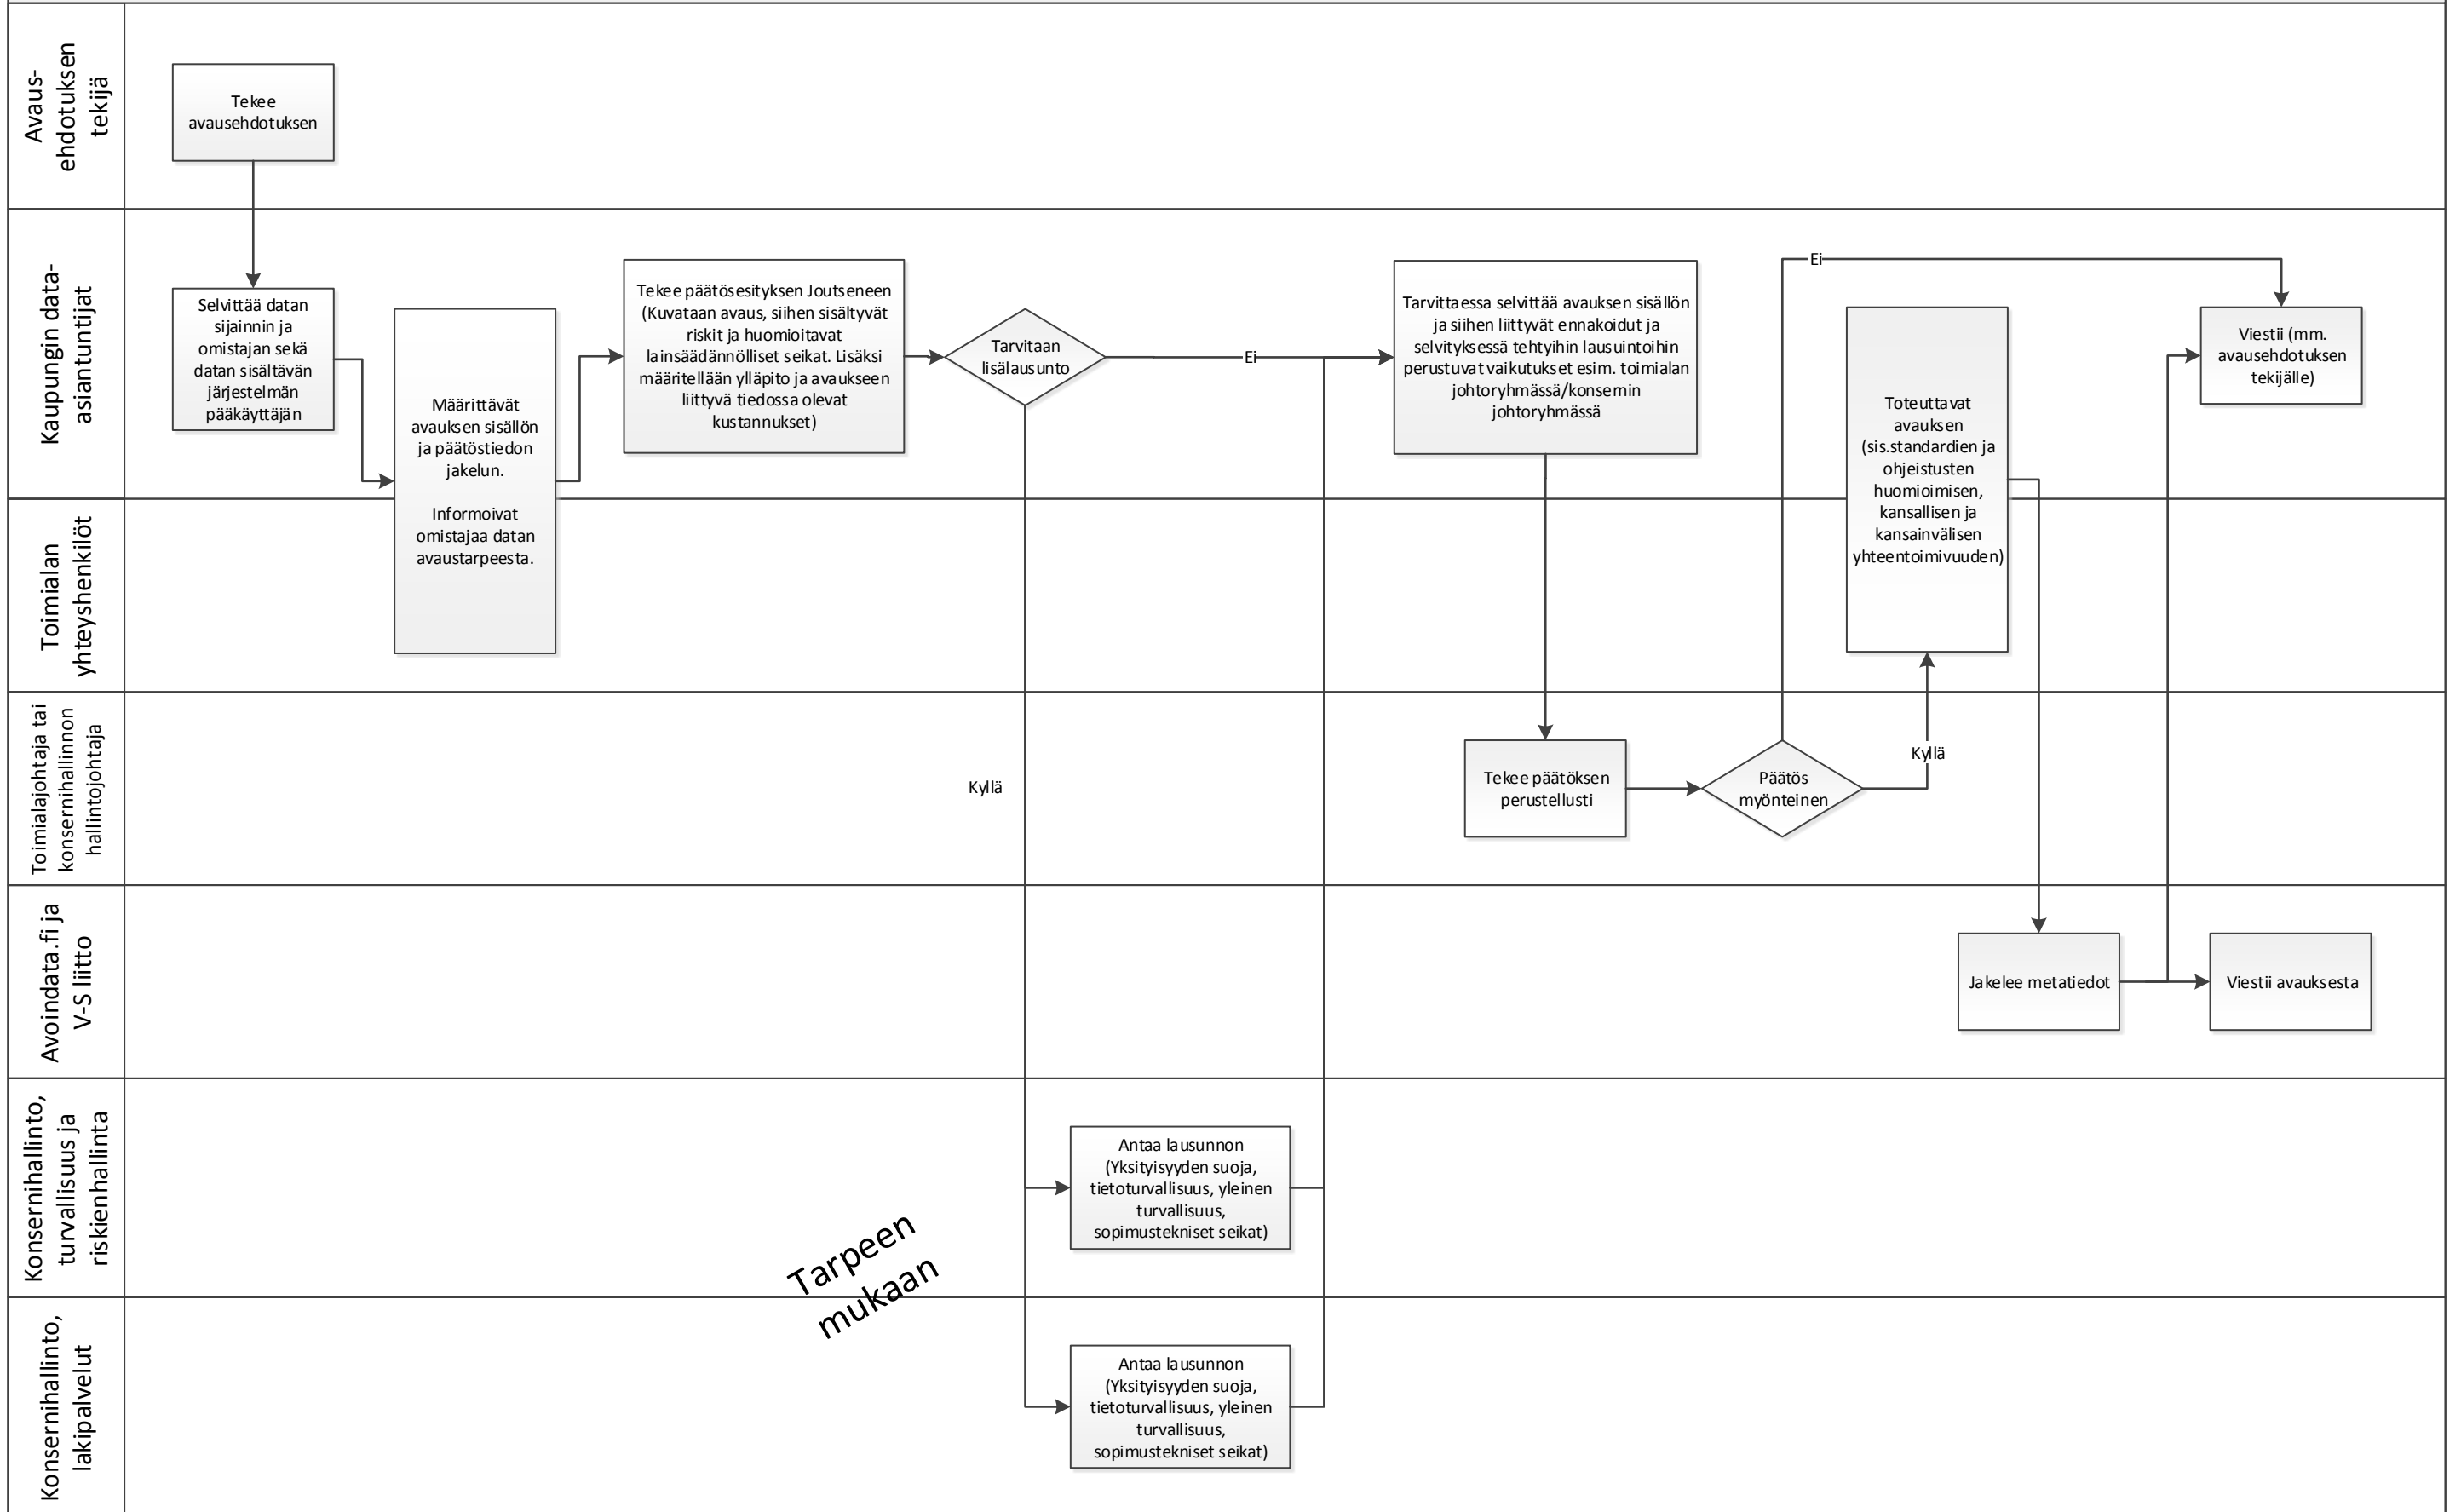 Avaus-
ehdotuksen
tekijä
Tekee
avausehdotuksen
Kaupungin data-
asiantuntijat
Selvittää datan
sijainnin ja
omistajan sekä
datan sisältävän
järjestelmän
pääkäyttäjän
Määrittävät
avauksen sisällön
ja päätöstiedon
jakelun.
Informoivat
omistajaa datan
avaustarpeesta.
Tekee päätösesityksen Joutseneen
(Kuvataan avaus, siihen sisältyvät
riskit ja huomioitavat
lainsäädännölliset seikat. Lisäksi
määritellään ylläpito ja avaukseen
liittyvä tiedossa olevat
kustannukset)
Tarvitaan
lisälausunto
Ei
Tarvittaessa selvittää avauksen sisällön
ja siihen liittyvät ennakoidut ja
selvityksessä tehtyihin lausuintoihin
perustuvat vaikutukset esim. toimialan
johtoryhmässä/konsernin
johtoryhmässä
Ei
Toteuttavat
avauksen
(sis.standardien ja
ohjeistusten
huomioimisen,
kansallisen ja
kansainvälisen
yhteentoimivuuden)
Viestii (mm.
avausehdotuksen
tekijälle)
Toimialan
yhteyshenkilöt
Toimialajohtaja tai
konsernihallinnon
hallintojohtaja
Kyllä
Tekee päätöksen
perustellusti
Päätös
myönteinen
Kyllä
Avoindata.fi ja
V-S liitto
Jakelee metatiedot
Viestii avauksesta
Konsernihallinto,
turvallisuus ja
riskienhallinta
Antaa lausunnon
(Yksityisyyden suoja,
tietoturvallisuus, yleinen
turvallisuus,
sopimustekniset seikat)
Tarpeen
mukaan
Konsernihallinto,
lakipalvelut
Antaa lausunnon
(Yksityisyyden suoja,
tietoturvallisuus, yleinen
turvallisuus,
sopimustekniset seikat)